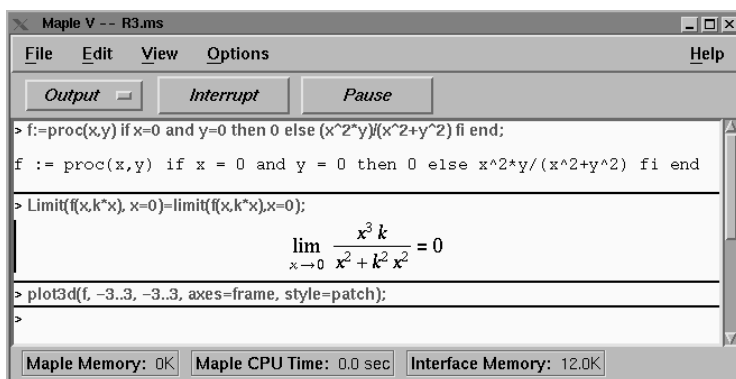 Maple V -- R3.ms
File Edit View Options Help
Output Interrupt Pause
> f:=proc(x,y) if x=0 and y=0 then 0 else (x^2*y)/(x^2+y^2) fi end;
f := proc(x,y) if x = 0 and y = 0 then 0 else x^2*y/(x^2+y^2) fi end
> Limit(f(x,k*x), x=0)=limit(f(x,k*x),x=0);
lim x→0 x³ k / x² + k² x² = 0
> plot3d(f, −3..3, −3..3, axes=frame, style=patch);
>
Maple Memory: 0K Maple CPU Time: 0.0 sec Interface Memory: 12.0K